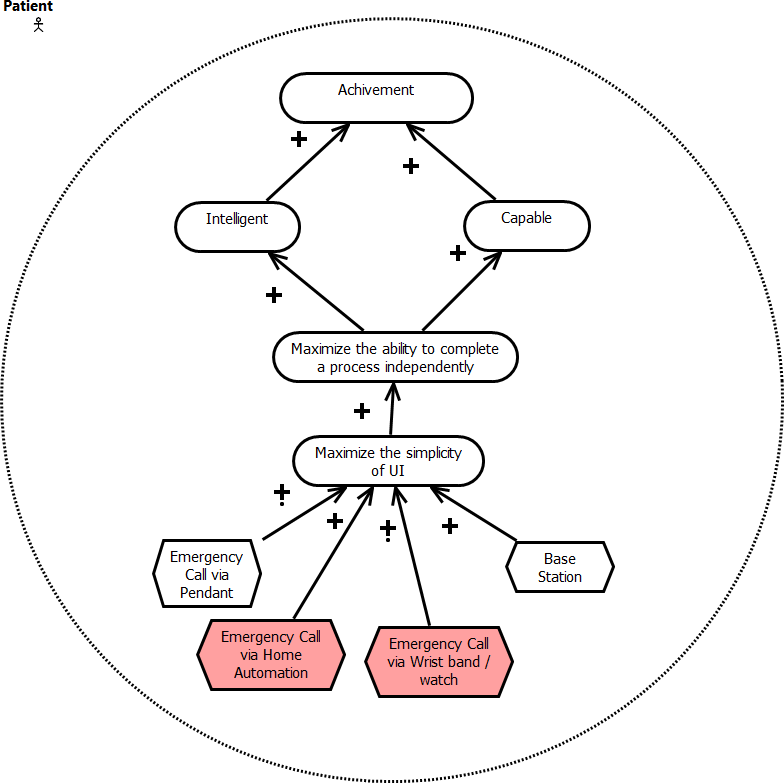 Patient
Achivement
Intelligent
Capable
Maximize the ability to complete
a process independently
Maximize the simplicity
of UI
Emergency
Call via
Pendant
Base
Station
Emergency Call
via Home
Automation
Emergency Call
via Wrist band /
watch